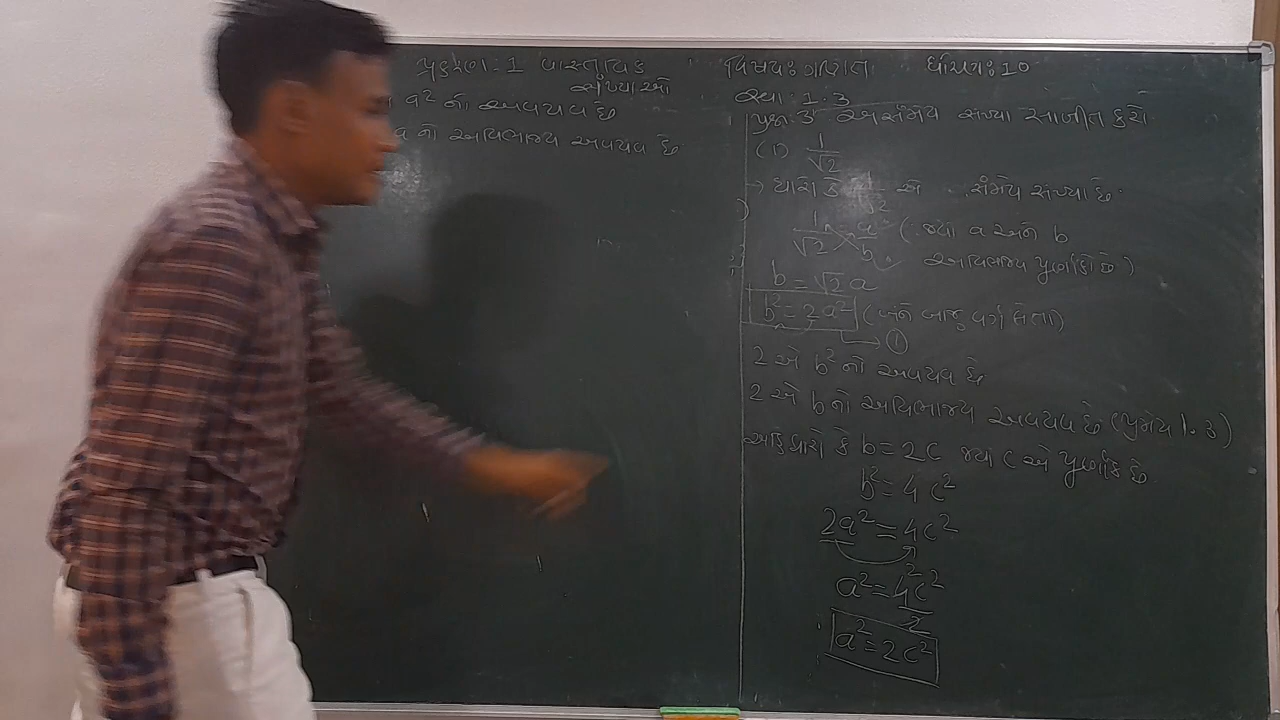 પ્રકરણ: 1 વાસ્તવિક સંખ્યાઓ
વિષય: ગણિત
ધોરણ: 10
સ્વા: 1.3
a² નો અવયવ છે
a નો અવિભાજ્ય અવયવ છે
પ્રશ્ન: 3 અસંમેય સંખ્યા સાબીત કરો
(1) 1/√2
→ ધારો કે 1/√2 એ સંમેય સંખ્યા છે.
1/√2 = a/b (જ્યાં a અને b
અવિભાજ્ય પૂર્ણાંકો છે)
b = √2 a
b² = 2a² (બંને બાજુ વર્ગ લેતા)
→ ①
2 એ b² નો અવયવ છે
2 એ b નો અવિભાજ્ય અવયવ છે (પ્રમેય 1.3)
ધારો કે b = 2c જ્યાં c એ પૂર્ણાંક છે
b² = 4c²
2a² = 4c²
a² = 4c²/2
a² = 2c²